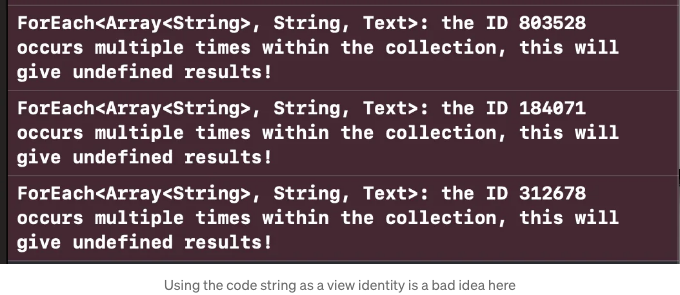 ForEach<Array<String>, String, Text>: the ID 803528
occurs multiple times within the collection, this will
give undefined results!
ForEach<Array<String>, String, Text>: the ID 184071
occurs multiple times within the collection, this will
give undefined results!
ForEach<Array<String>, String, Text>: the ID 312678
occurs multiple times within the collection, this will
give undefined results!
Using the code string as a view identity is a bad idea here